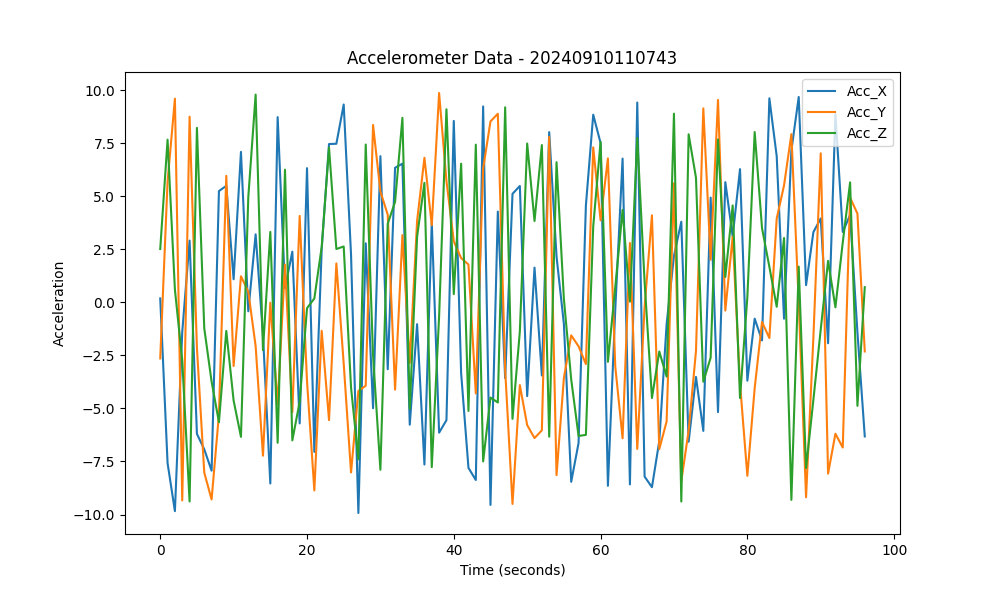 Accelerometer Data - 20240910110743
10.0
7.5
5.0
2.5
0.0
−2.5
−5.0
−7.5
−10.0
Acceleration
Acc_X
Acc_Y
Acc_Z
0 20 40 60 80 100
Time (seconds)